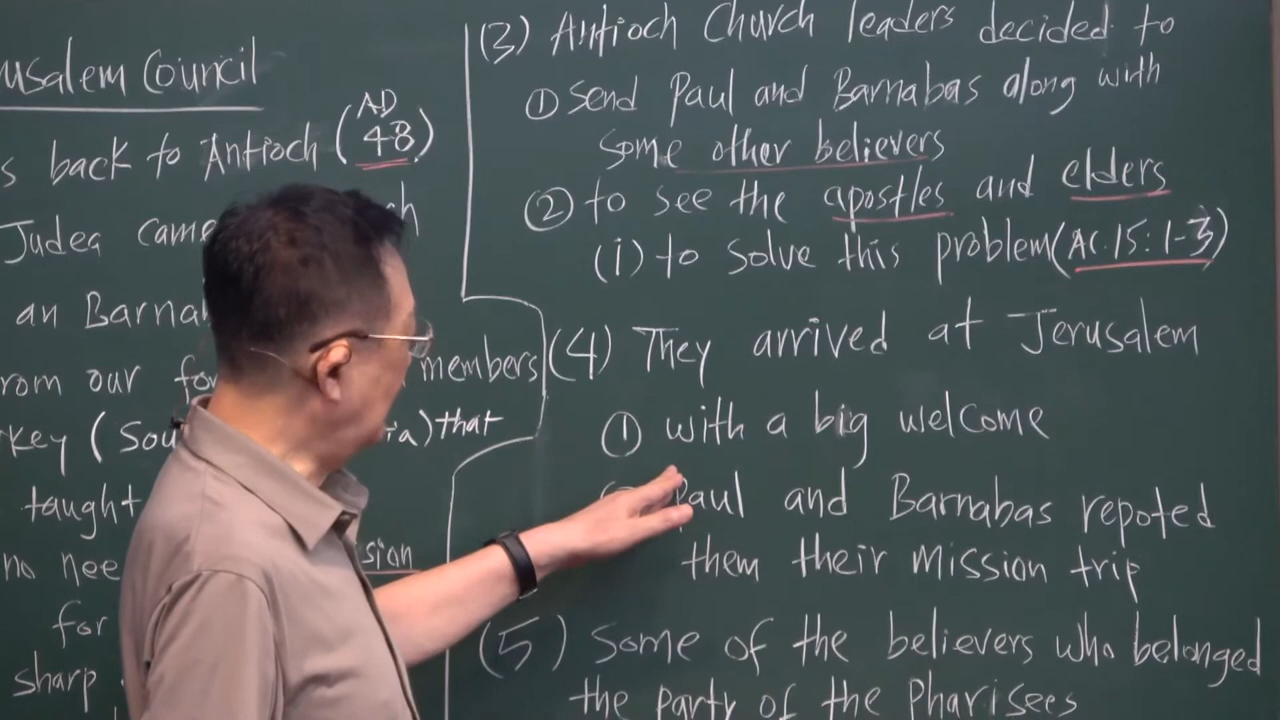 Council
s back to Antioch (AD 48)
Judea came
an Barna
rom our members
key ( that
taught
no nee sion
for
sharp
(3) Antioch Church leaders decided to
① send Paul and Barnabas along with
some other believers
② to see the apostles and elders
(i) to solve this problem (AC.15:1-3)
(4) They arrived at Jerusalem
① with a big welcome
Paul and Barnabas repoted
them their mission trip
(5) Some of the believers who belonged
the party of the Pharisees